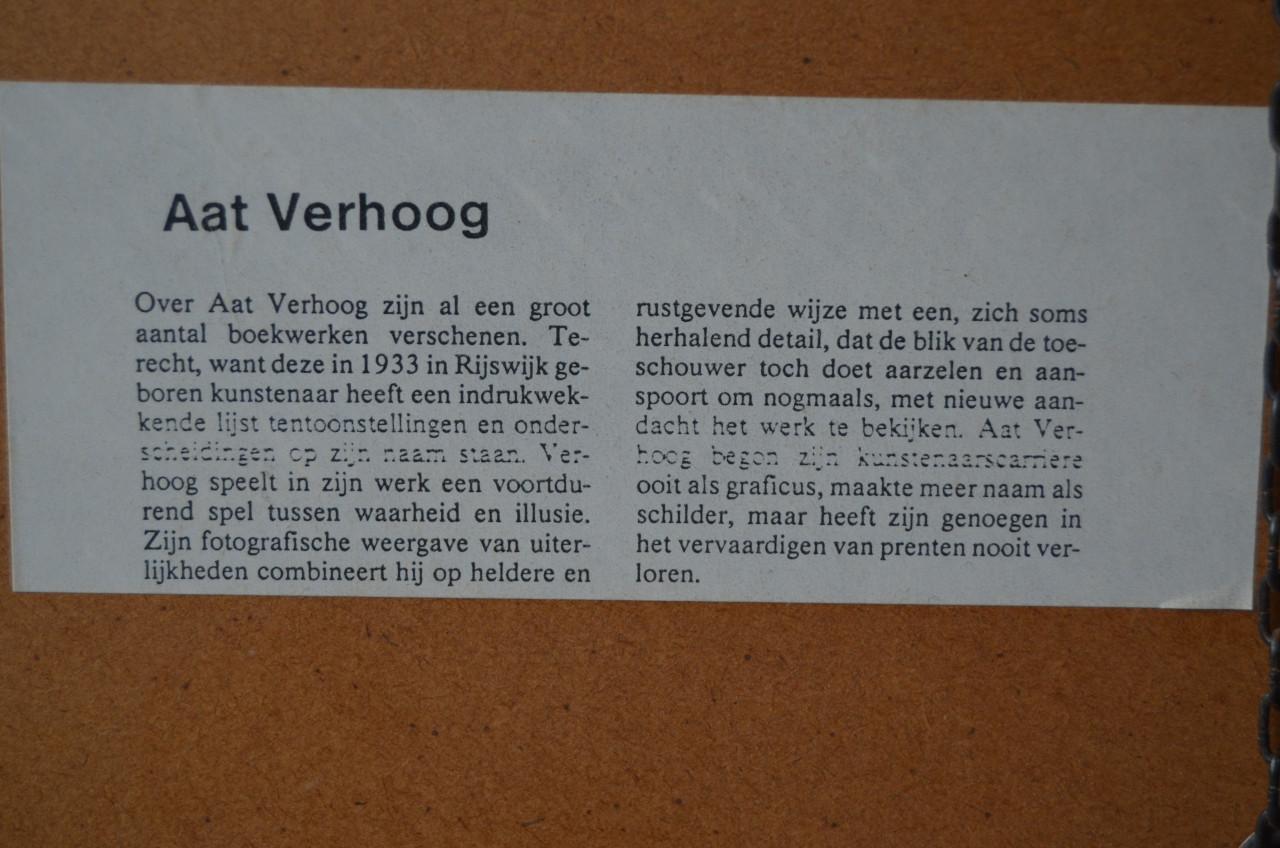 Aat Verhoog
Over Aat Verhoog zijn al een groot
aantal boekwerken verschenen. Te-
recht, want deze in 1933 in Rijswijk ge-
boren kunstenaar heeft een indrukwek-
kende lijst tentoonstellingen en onder-
scheidingen op zijn naam staan. Ver-
hoog speelt in zijn werk een voortdu-
rend spel tussen waarheid en illusie.
Zijn fotografische weergave van uiter-
lijkheden combineert hij op heldere en
rustgevende wijze met een, zich soms
herhalend detail, dat de blik van de toe-
schouwer toch doet aarzelen en aan-
spoort om nogmaals, met nieuwe aan-
dacht het werk te bekijken. Aat Ver-
hoog begon zijn kunstenaarscarrière
ooit als graficus, maakte meer naam als
schilder, maar heeft zijn genoegen in
het vervaardigen van prenten nooit ver-
loren.